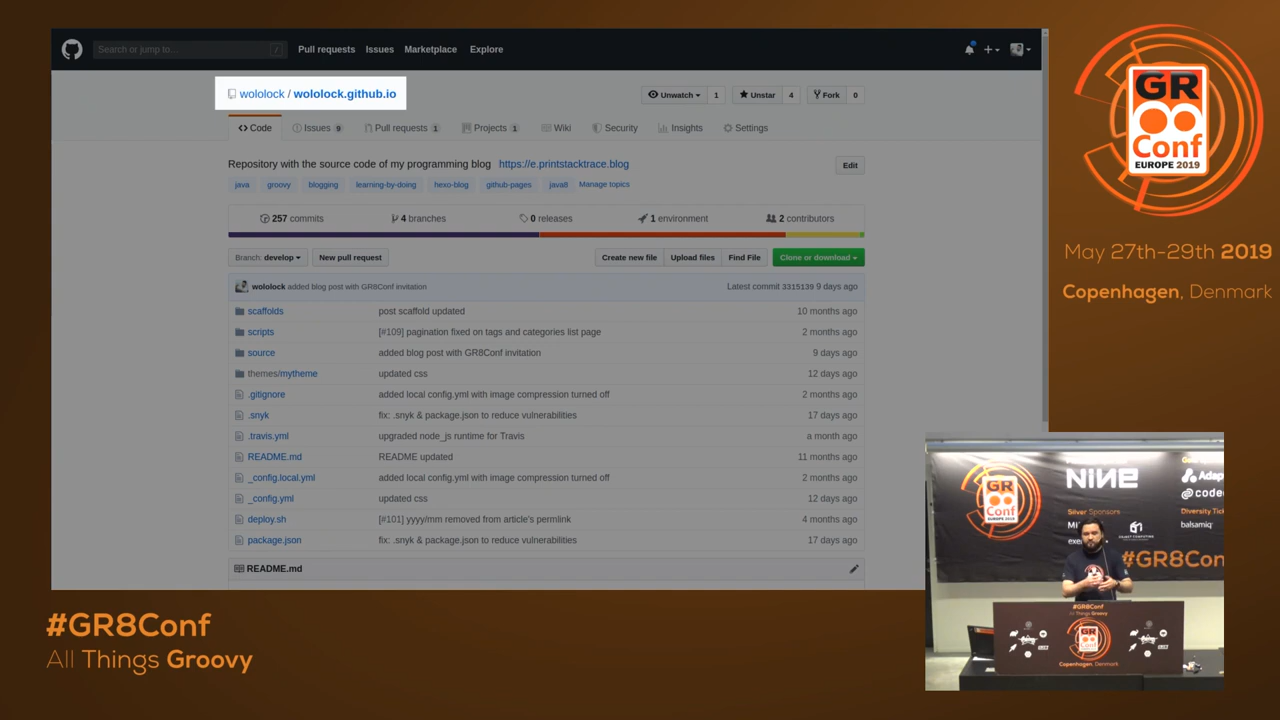 Search or jump to... /
Pull requests Issues Marketplace Explore
wololock / wololock.github.io
Unwatch 1 Unstar 4 Fork 0
Code Issues 9 Pull requests 1 Projects 1 Wiki Security Insights Settings
Repository with the source code of my programming blog https://e.printstacktrace.blog
Edit
java groovy blogging learning-by-doing hexo-blog github-pages java8 Manage topics
257 commits 4 branches 0 releases 1 environment 2 contributors
Branch: develop New pull request Create new file Upload files Find File Clone or download
wololock added blog post with GR8Conf invitation Latest commit 3315139 9 days ago
scaffolds post scaffold updated 10 months ago
scripts [#109] pagination fixed on tags and categories list page 2 months ago
source added blog post with GR8Conf invitation 9 days ago
themes/mytheme updated css 12 days ago
.gitignore added local config.yml with image compression turned off 2 months ago
.snyk fix: .snyk & package.json to reduce vulnerabilities 17 days ago
.travis.yml upgraded node_js runtime for Travis a month ago
README.md README updated 11 months ago
_config.local.yml added local config.yml with image compression turned off 2 months ago
_config.yml updated css 12 days ago
deploy.sh [#101] yyyy/mm removed from article's permlink 4 months ago
package.json fix: .snyk & package.json to reduce vulnerabilities 17 days ago
README.md
GR
Conf
EUROPE 2019
May 27th-29th 2019
Copenhagen, Denmark
GR
Conf
EUROPE 2019
NINE
Adap
codec
Silver Sponsors
Diversity Tick
balsamiq
#GR8Con
#GR8Conf
All Things Groovy
GR
Conf
Copenhagen, Denmark
#GR8Conf
All Things Groovy